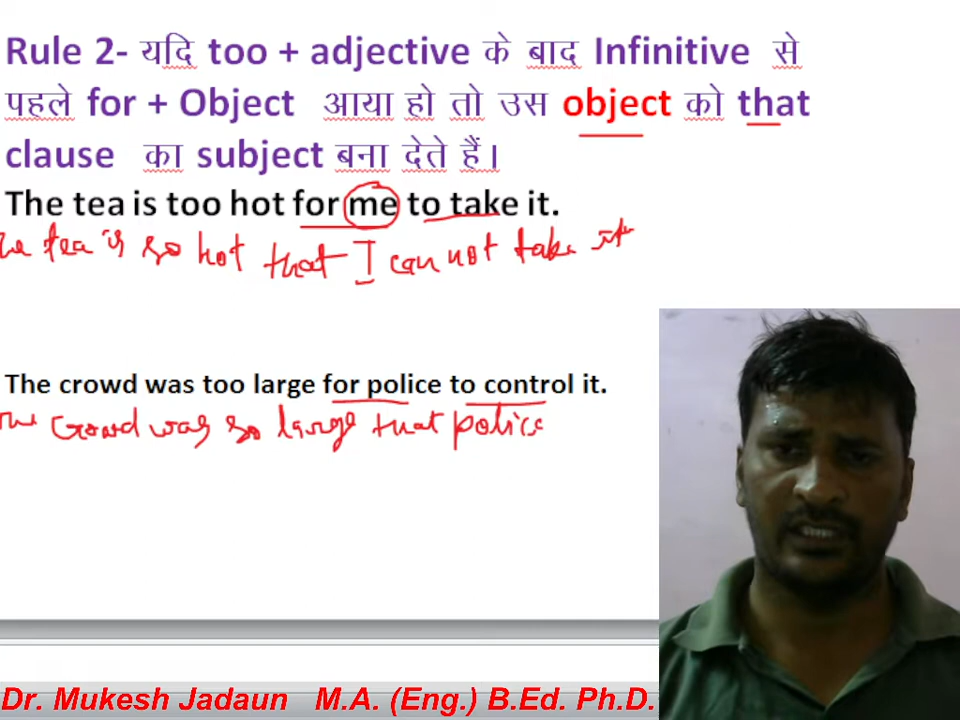 Rule 2- यदि too + adjective के बाद Infinitive से
पहले for + Object आया हो तो उस object को that
clause का subject बना देते हैं।
The tea is too hot for me to take it.
he tea is so hot that I can not take it
The crowd was too large for police to control it.
he crowd was so large that police
Dr. Mukesh Jadaun M.A. (Eng.) B.Ed. Ph.D.